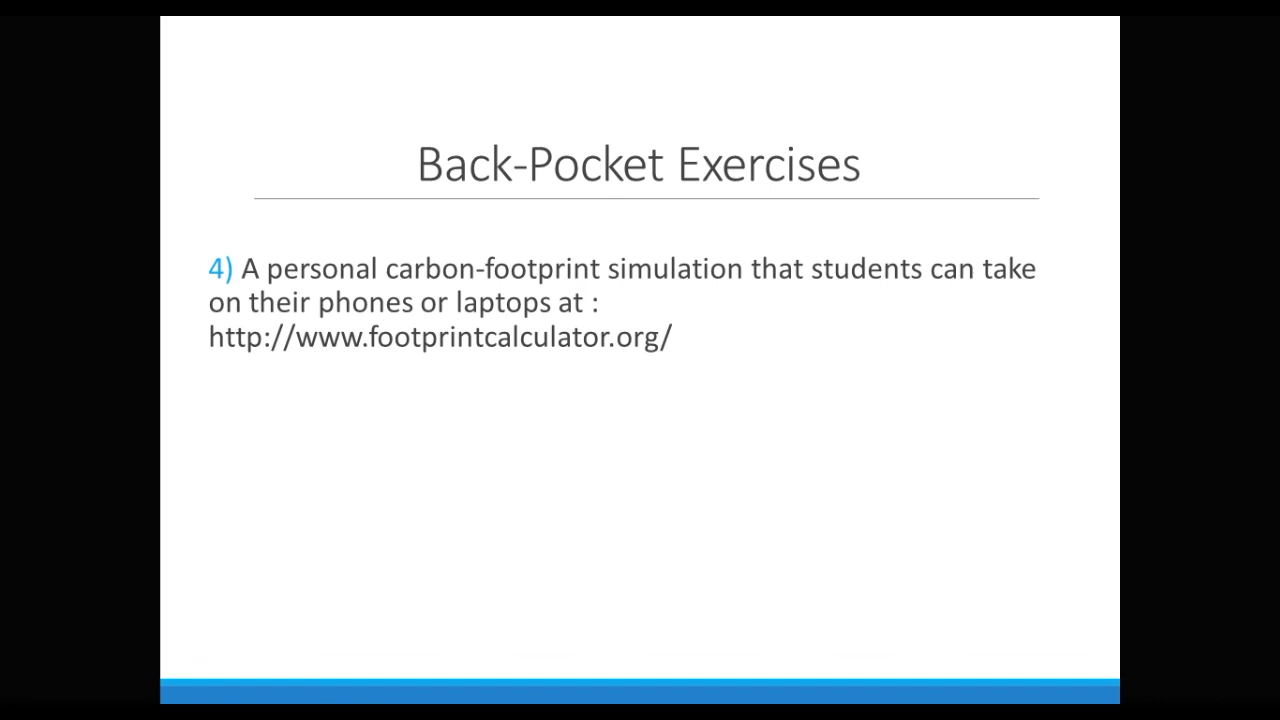 Back-Pocket Exercises
4) A personal carbon-footprint simulation that students can take
on their phones or laptops at :
http://www.footprintcalculator.org/